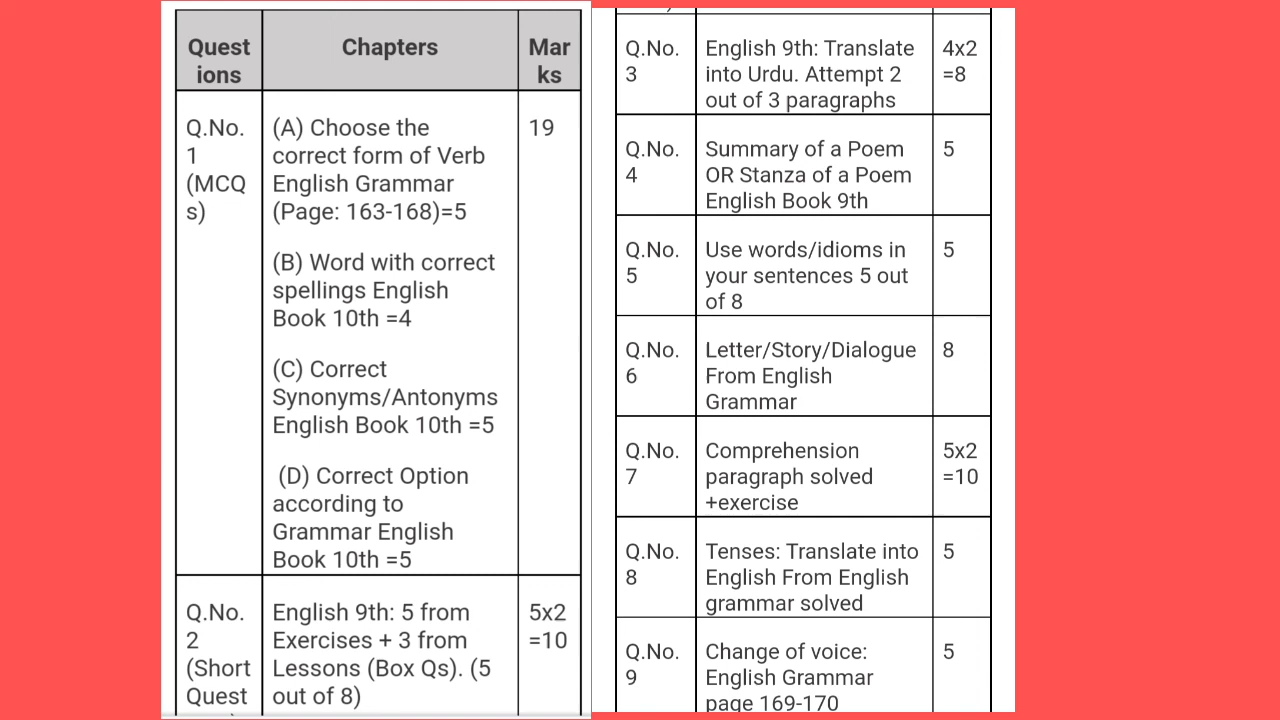 Quest
ions
Chapters
Mar
ks
Q.No.
1
(MCQ
s)
(A) Choose the
correct form of Verb
English Grammar
(Page: 163-168)=5
(B) Word with correct
spellings English
Book 10th =4
(C) Correct
Synonyms/Antonyms
English Book 10th =5
(D) Correct Option
according to
Grammar English
Book 10th =5
19
Q.No.
2
(Short
Quest
English 9th: 5 from
Exercises + 3 from
Lessons (Box Qs). (5
out of 8)
5x2
=10
Q.No.
3
English 9th: Translate
into Urdu. Attempt 2
out of 3 paragraphs
4x2
=8
Q.No.
4
Summary of a Poem
OR Stanza of a Poem
English Book 9th
5
Q.No.
5
Use words/idioms in
your sentences 5 out
of 8
5
Q.No.
6
Letter/Story/Dialogue
From English
Grammar
8
Q.No.
7
Comprehension
paragraph solved
+exercise
5x2
=10
Q.No.
8
Tenses: Translate into
English From English
grammar solved
5
Q.No.
9
Change of voice:
English Grammar
page 169-170
5